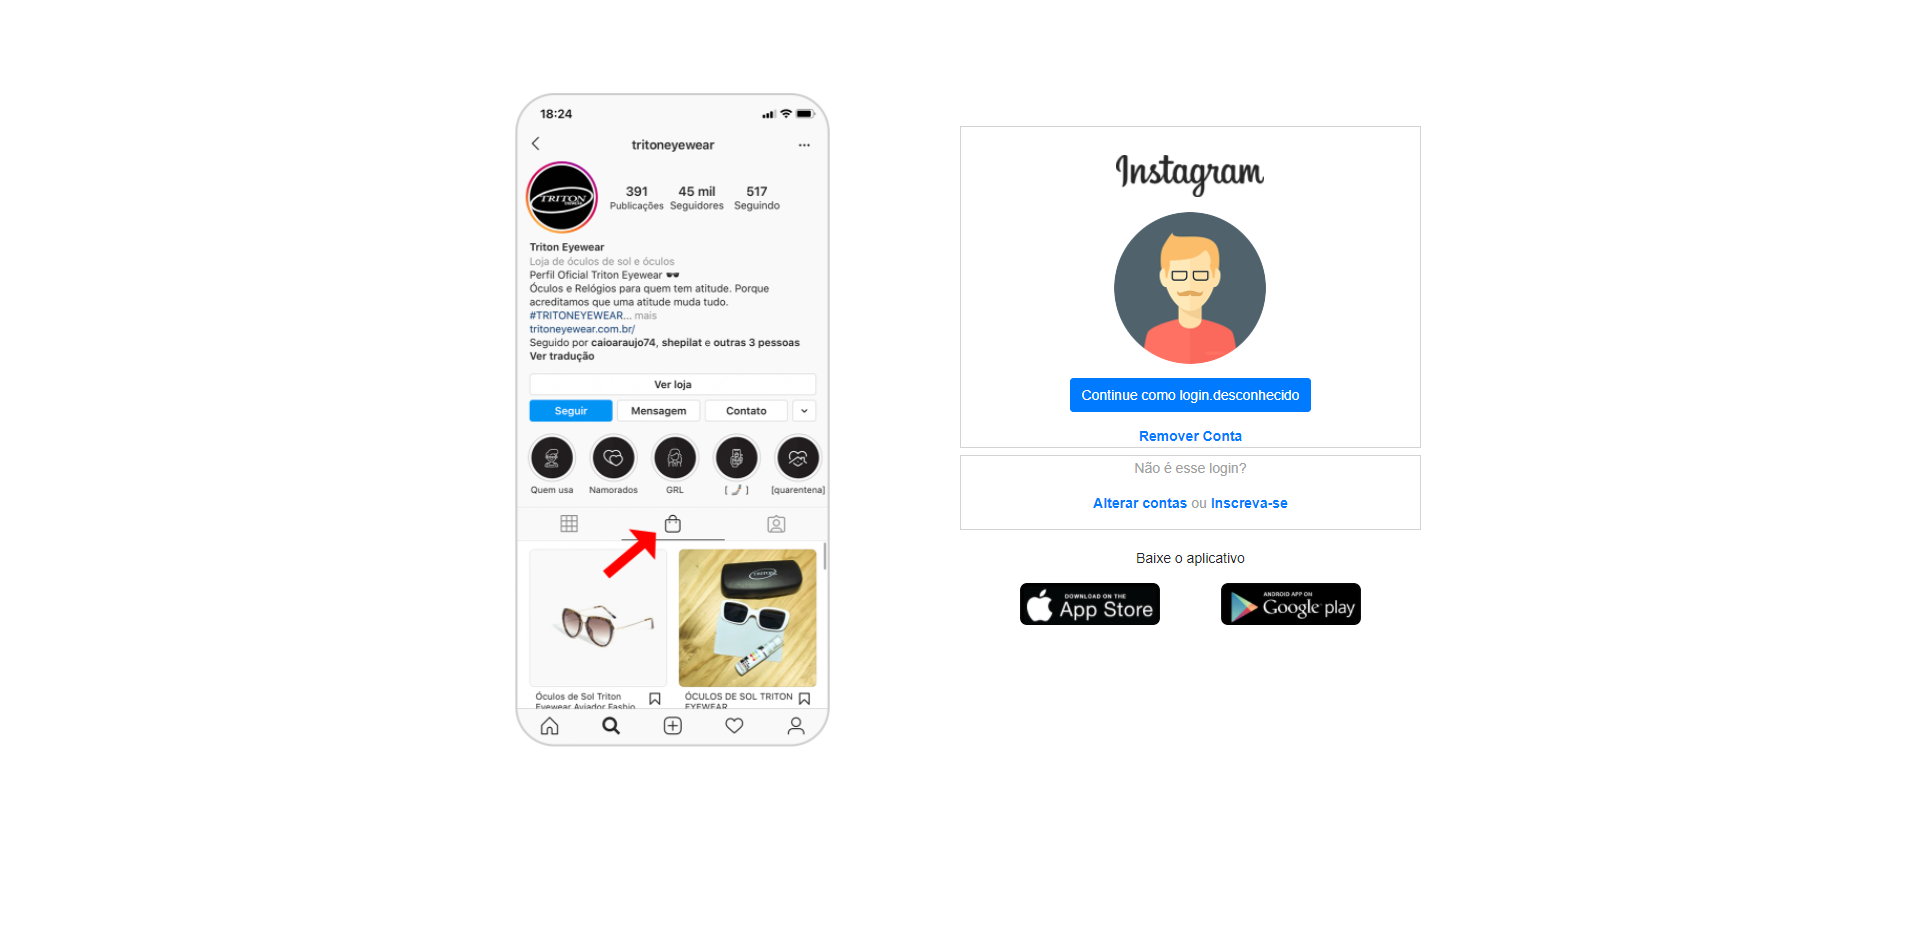 18:24
tritoneyewear
TRITON
391 45 mil 517
Publicações Seguidores Seguindo
Triton Eyewear
Loja de óculos de sol e óculos
Perfil Oficial Triton Eyewear 🕶
Óculos e Relógios para quem tem atitude. Porque
acreditamos que uma atitude muda tudo.
#TRITONEYEWEAR... mais
tritoneyewear.com.br/
Seguido por caioaraujo74, shepilat e outras 3 pessoas
Ver tradução
Ver loja
Seguir Mensagem Contato
Quem usa Namorados GRL [ ] [quarentena]
Óculos de Sol Triton
Eyewear Aviador Fashio
ÓCULOS DE SOL TRITON
EYEWEAR
Instagram
Continue como login.desconhecido
Remover Conta
Não é esse login?
Alterar contas ou Inscreva-se
Baixe o aplicativo
DOWNLOAD ON THE
App Store
ANDROID APP ON
Google play